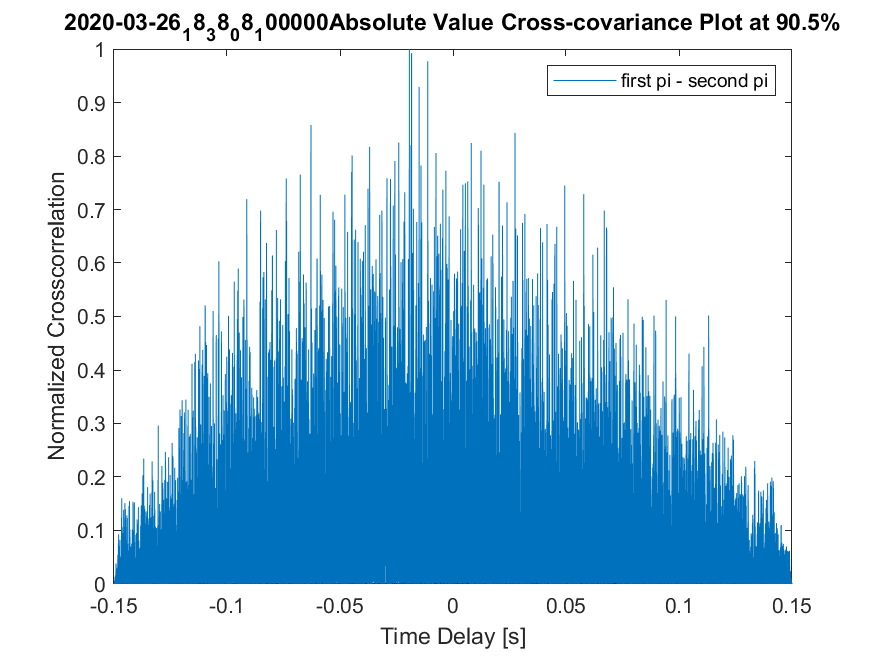 2020-03-26₁8₃8₀8₁00000Absolute Value Cross-covariance Plot at 90.5%
first pi - second pi
Normalized Crosscorrelation
1
0.9
0.8
0.7
0.6
0.5
0.4
0.3
0.2
0.1
0
-0.15 -0.1 -0.05 0 0.05 0.1 0.15
Time Delay [s]